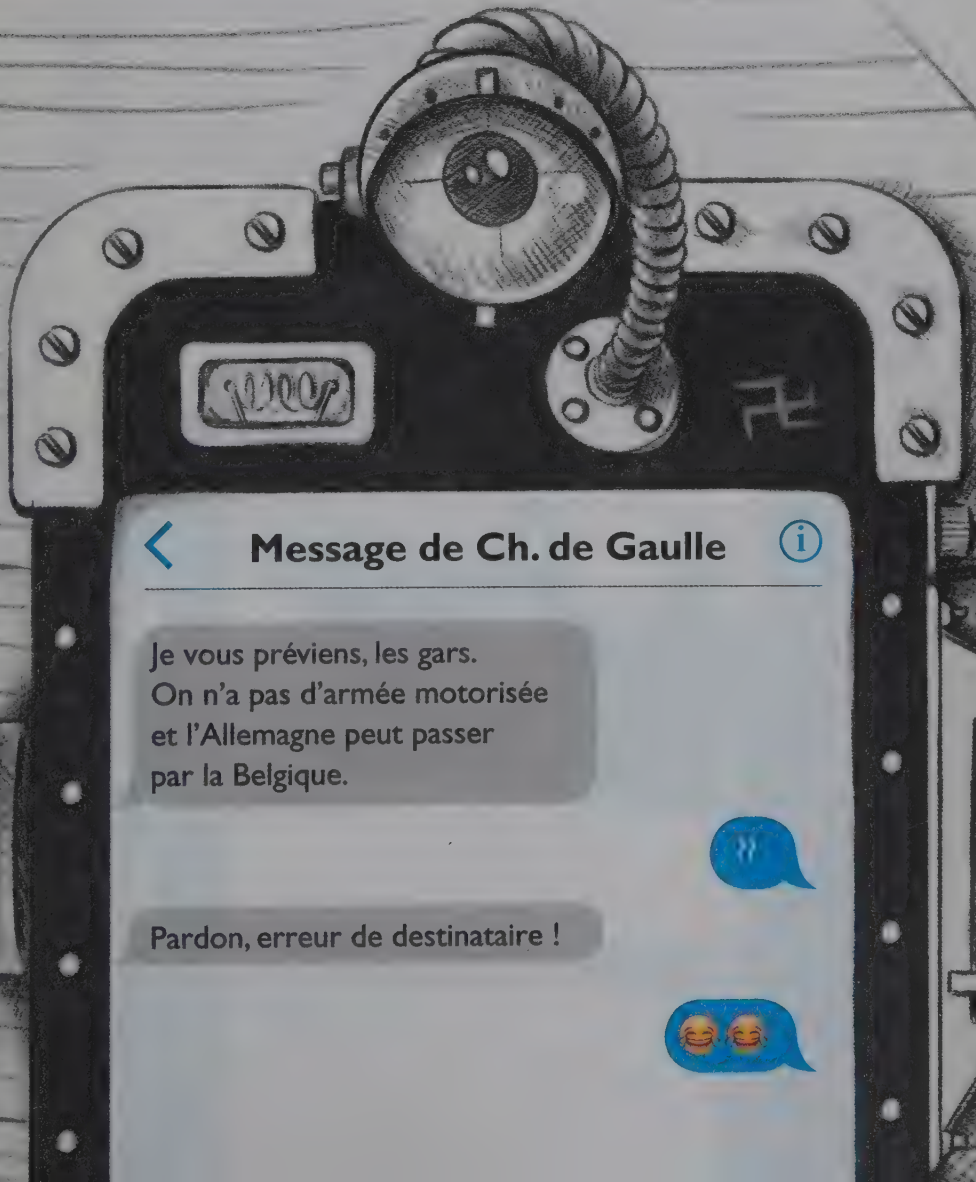 Message de Ch. de Gaulle
Je vous préviens, les gars.
On n'a pas d'armée motorisée
et l'Allemagne peut passer
par la Belgique.
Pardon, erreur de destinataire !